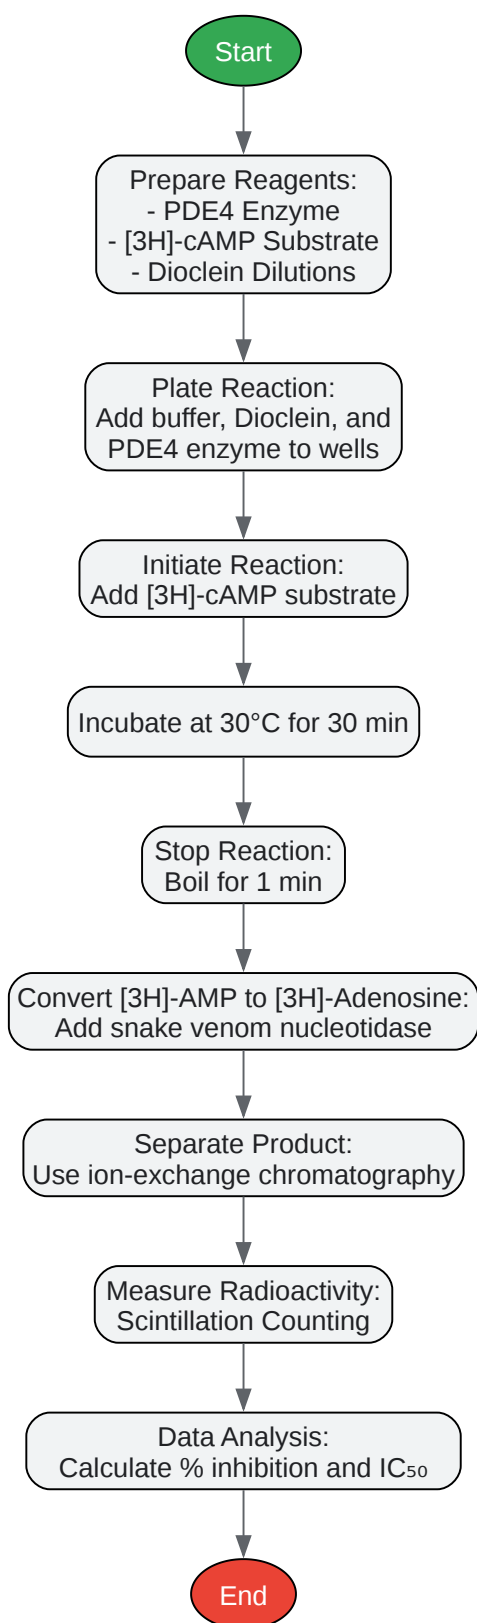 Start
Prepare Reagents:
- PDE4 Enzyme
- [3H]-cAMP Substrate
- Dioclein Dilutions
Plate Reaction:
Add buffer, Dioclein, and
PDE4 enzyme to wells
Initiate Reaction:
Add [3H]-cAMP substrate
Incubate at 30°C for 30 min
Stop Reaction:
Boil for 1 min
Convert [3H]-AMP to [3H]-Adenosine:
Add snake venom nucleotidase
Separate Product:
Use ion-exchange chromatography
Measure Radioactivity:
Scintillation Counting
Data Analysis:
Calculate % inhibition and IC₅₀
End